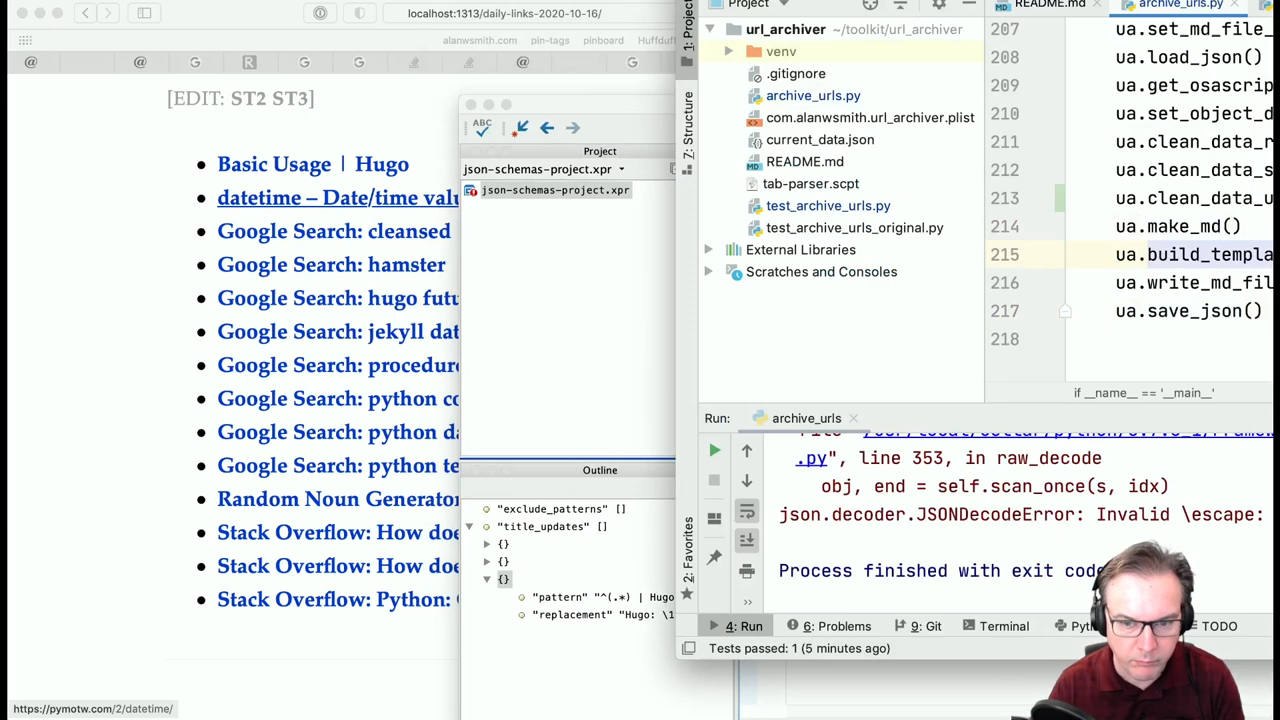 localhost:1313/daily-links-2020-10-16/
alanwsmith.com pin-tags pinboard Huffduf
[EDIT: ST2 ST3]
Basic Usage | Hugo
datetime – Date/time valu
Google Search: cleansed
Google Search: hamster
Google Search: hugo futu
Google Search: jekyll dat
Google Search: procedure
Google Search: python co
Google Search: python da
Google Search: python te
Random Noun Generator
Stack Overflow: How doe
Stack Overflow: How doe
Stack Overflow: Python:
https://pymotw.com/2/datetime/
ABC
Project
json-schemas-project.xpr
json-schemas-project.xpr
Outline
"exclude_patterns" []
"title_updates" []
{}
{}
{}
"pattern" "^(.*) | Hugo
"replacement" "Hugo: \1
1: Project
7: Structure
2: Favorites
Project
url_archiver ~/toolkit/url_archiver
venv
.gitignore
archive_urls.py
com.alanwsmith.url_archiver.plist
current_data.json
README.md
tab-parser.scpt
test_archive_urls.py
test_archive_urls_original.py
External Libraries
Scratches and Consoles
README.md archive_urls.py
207 ua.set_md_file_
208 ua.load_json()
209 ua.get_osascrip
210 ua.set_object_d
211 ua.clean_data_r
212 ua.clean_data_s
213 ua.clean_data_u
214 ua.make_md()
215 ua.build_templa
216 ua.write_md_fil
217 ua.save_json()
218
if __name__ == '__main__'
Run: archive_urls
.py", line 353, in raw_decode
obj, end = self.scan_once(s, idx)
json.decoder.JSONDecodeError: Invalid \escape:
Process finished with exit code
4: Run 6: Problems 9: Git Terminal Pyt TODO
Tests passed: 1 (5 minutes ago)